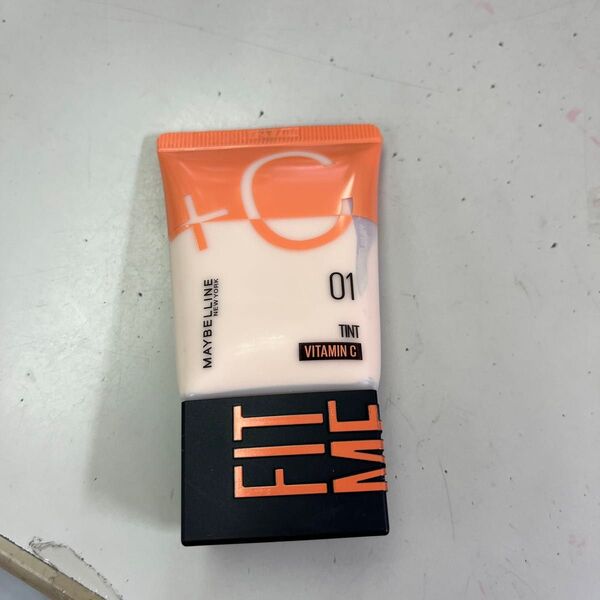 +C
01
TINT
VITAMIN C
MAYBELLINE
NEW YORK
FIT
ME